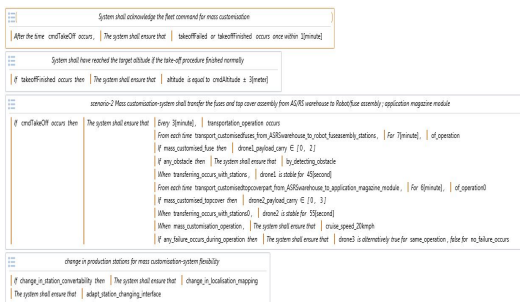 System shall acknowledge the fleet command for mass customisation
After the time cmdTakeOff occurs, The system shall ensure that takeoffFailed or takeoffFinished occurs once within 1[minute]
System shall have reached the target altitude if the take-off procedure finished normally
If takeoffFinished occurs then The system shall ensure that altitude is equal to cmdAltitude ± 3[meter]
scenario-2 Mass customisation-system shall transfer the fuses and top cover assembly from AS/RS warehouse to Robot/fuse assembly ; application magazine module
If cmdTakeOff occurs then The system shall ensure that Every 3[minute], transportation_operation occurs
From each time transport_customisedfuses_from_ASRSwarehouse_to_robot_fuseasembly_stations, For 7[minute], of_operation
If mass_customised_fuse then drone1_payload_carry ∈ [0, 2]
If any_obstacle then The system shall ensure that by_detecting_obstacle
When transferring_occurs_with_stations, drone1 is stable for 45[second]
From each time transport_customisedtopcoverpart_from_ASRSwarehouse_to_application_magazine_module, For 8[minute], of_operation0
If mass_customised_topcover then drone2_payload_carry ∈ [0, 3]
When transferring_occurs_with_stations0, drone2 is stable for 55[second]
When mass_customisation_operation, The system shall ensure that cruise_speed_20kmph
If any_failure_occurs_during_operation then The system shall ensure that drone3 is alternatively true for same_operation, false for no_failure_occurs
change in production stations for mass customisation-system flexibility
If change_in_station_convertability then The system shall ensure that change_in_localisation_mapping
The system shall ensure that adapt_station_changing_interface